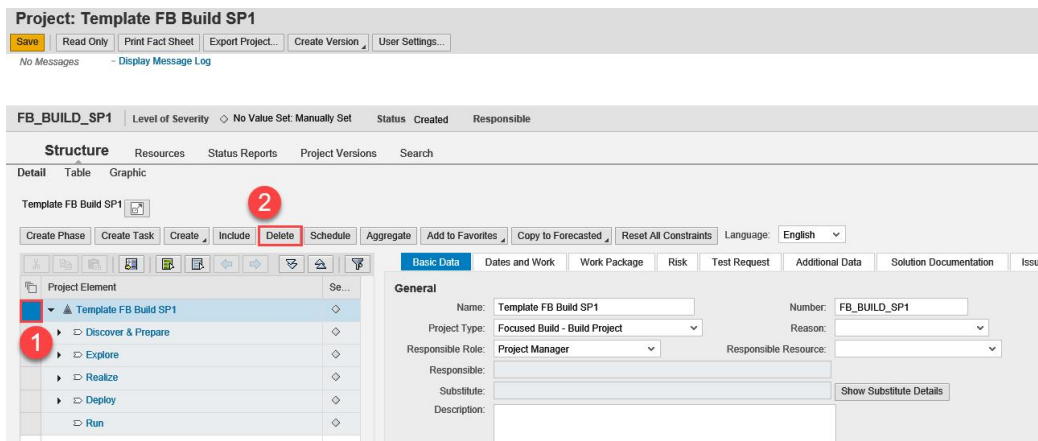 Project: Template FB Build SP1
Save Read Only Print Fact Sheet Export Project... Create Version User Settings...
No Messages - Display Message Log
FB_BUILD_SP1 Level of Severity No Value Set: Manually Set Status Created Responsible
Structure Resources Status Reports Project Versions Search
Detail Table Graphic
Template FB Build SP1
2
Create Phase Create Task Create Include Delete Schedule Aggregate Add to Favorites Copy to Forecasted Reset All Constraints Language: English
Basic Data Dates and Work Work Package Risk Test Request Additional Data Solution Documentation Issu
Project Element Se... General
Template FB Build SP1 Name: Template FB Build SP1 Number: FB_BUILD_SP1
1 Discover & Prepare Project Type: Focused Build - Build Project Reason:
Explore Responsible Role: Project Manager Responsible Resource:
Realize Responsible:
Deploy Substitute: Show Substitute Details
Run Description: